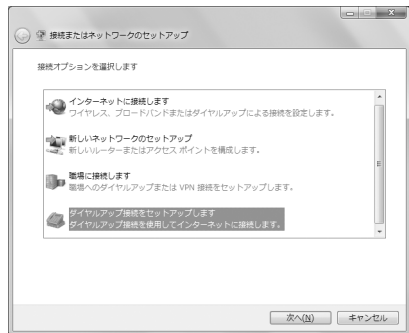 接続またはネットワークのセットアップ
接続オプションを選択します
インターネットに接続します
ワイヤレス、ブロードバンドまたはダイヤルアップによる接続を設定します。
新しいネットワークのセットアップ
新しいルーターまたはアクセス ポイントを構成します。
職場に接続します
職場へのダイヤルアップまたは VPN 接続をセットアップします。
ダイヤルアップ接続をセットアップします
ダイヤルアップ接続を使用してインターネットに接続します。
次へ(N)
キャンセル